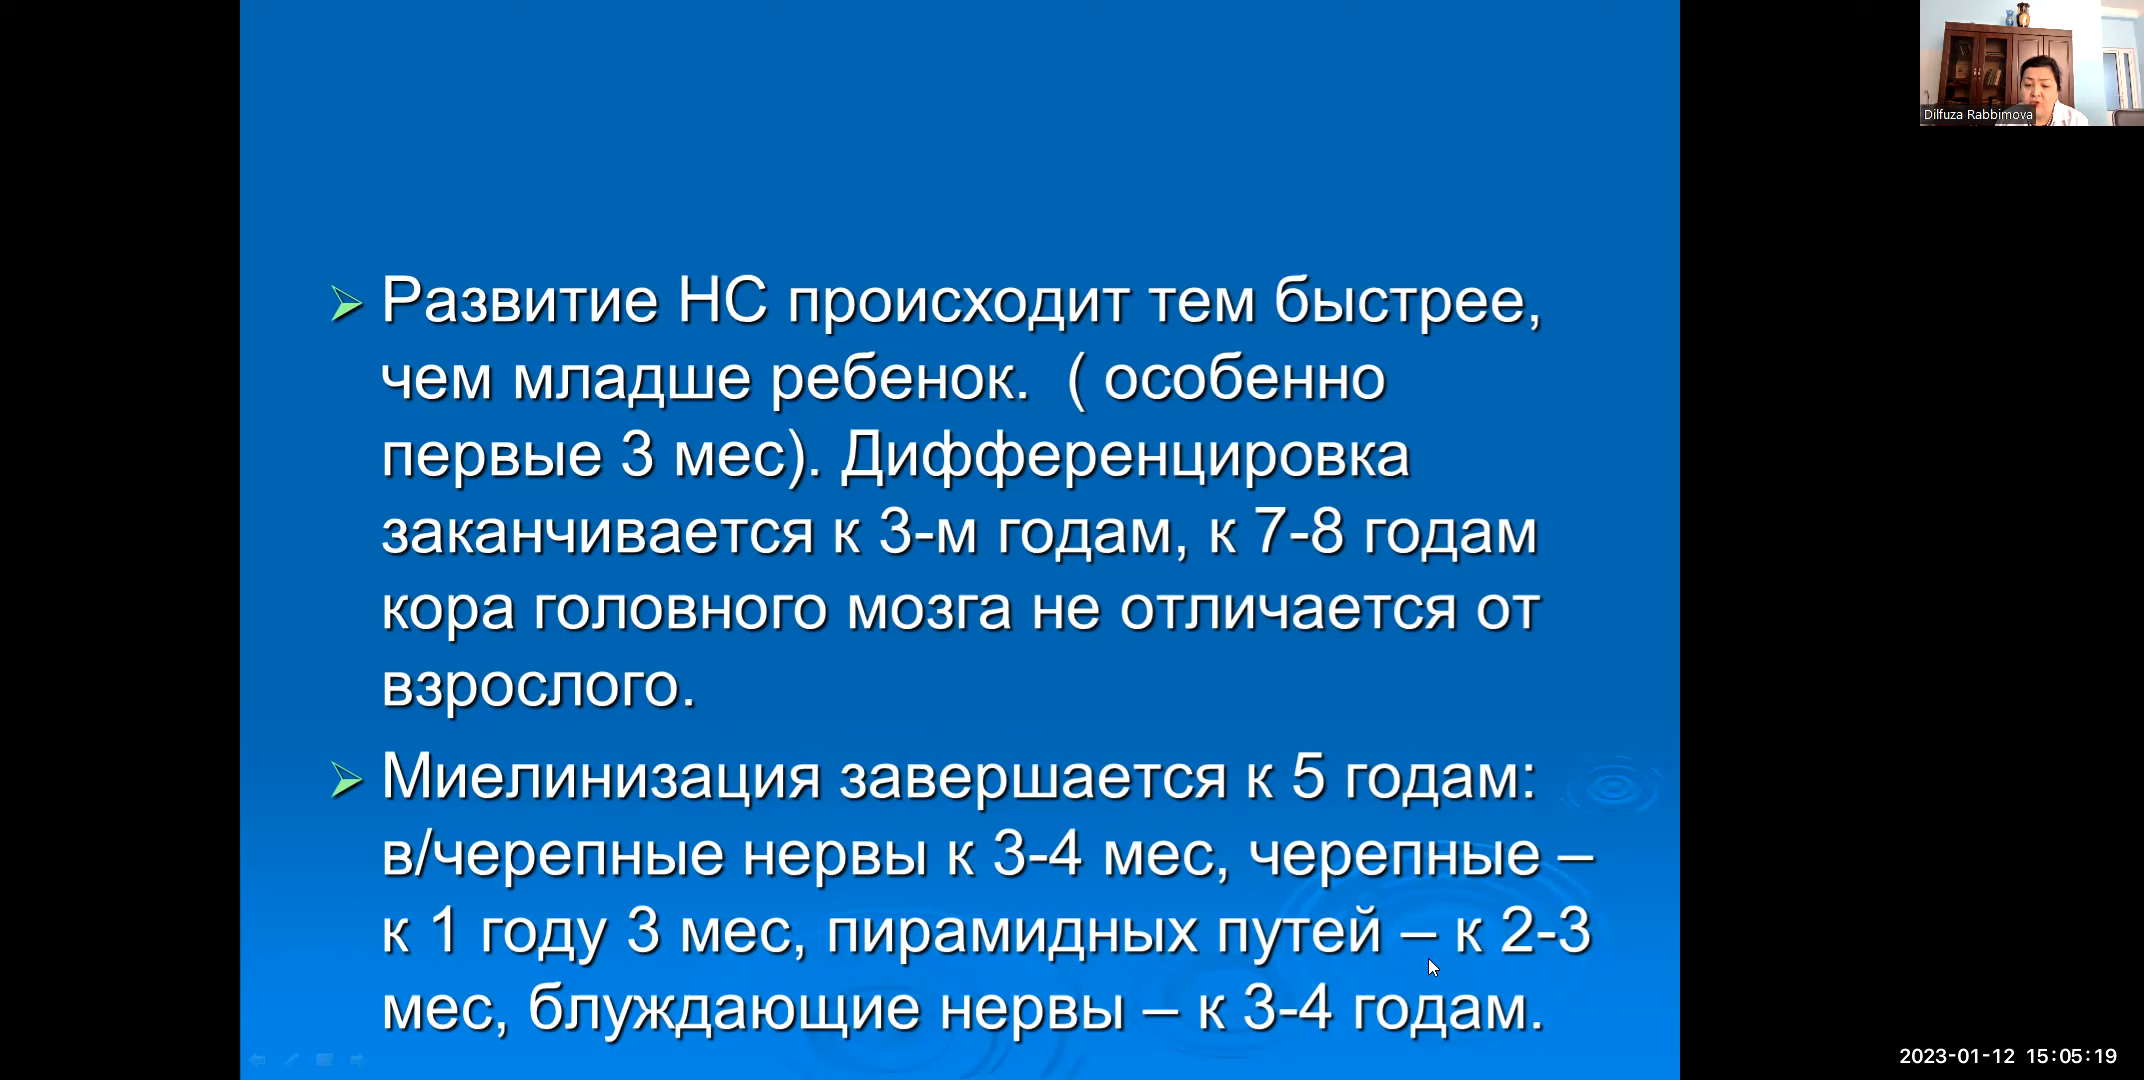 Dilfuza Rabbimova
Развитие НС происходит тем быстрее,
чем младше ребенок.  ( особенно
первые 3 мес). Дифференцировка
заканчивается к 3-м годам, к 7-8 годам
кора головного мозга не отличается от
взрослого.
Миелинизация завершается к 5 годам:
в/черепные нервы к 3-4 мес, черепные –
к 1 году 3 мес, пирамидных путей – к 2-3
мес, блуждающие нервы – к 3-4 годам.
2023-01-12 15:05:19